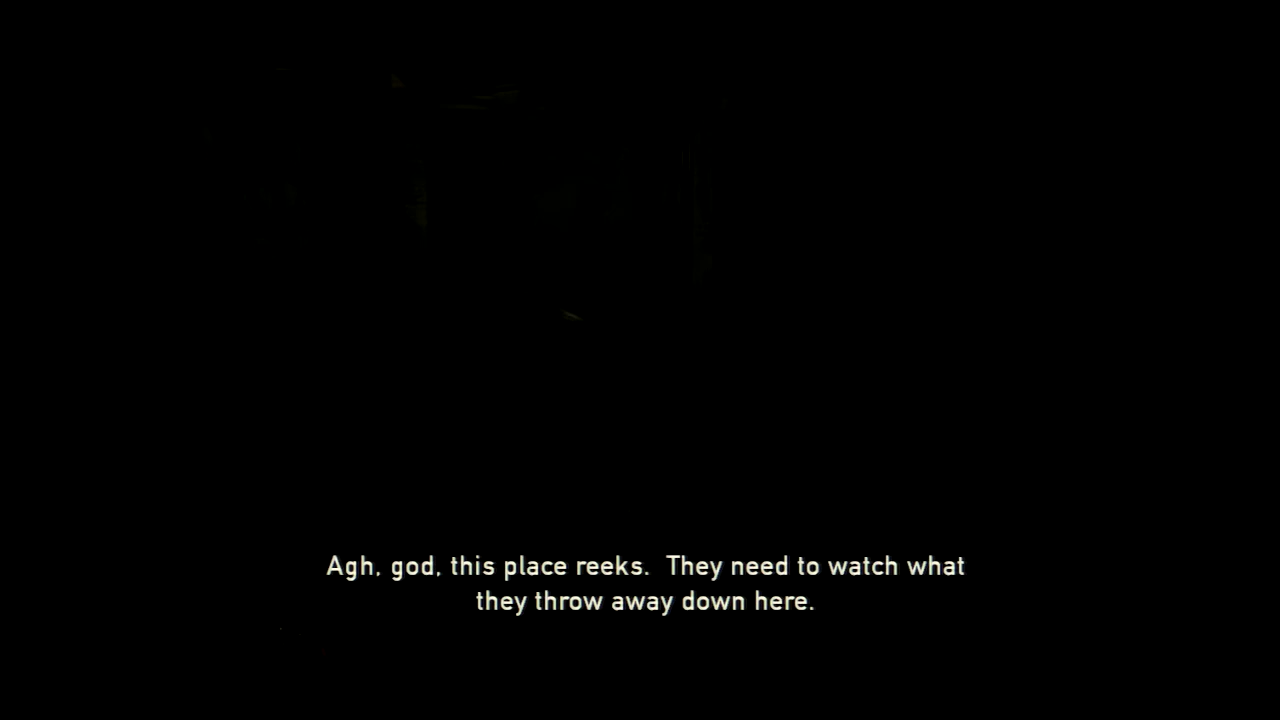 Agh, god, this place reeks.  They need to watch what
they throw away down here.